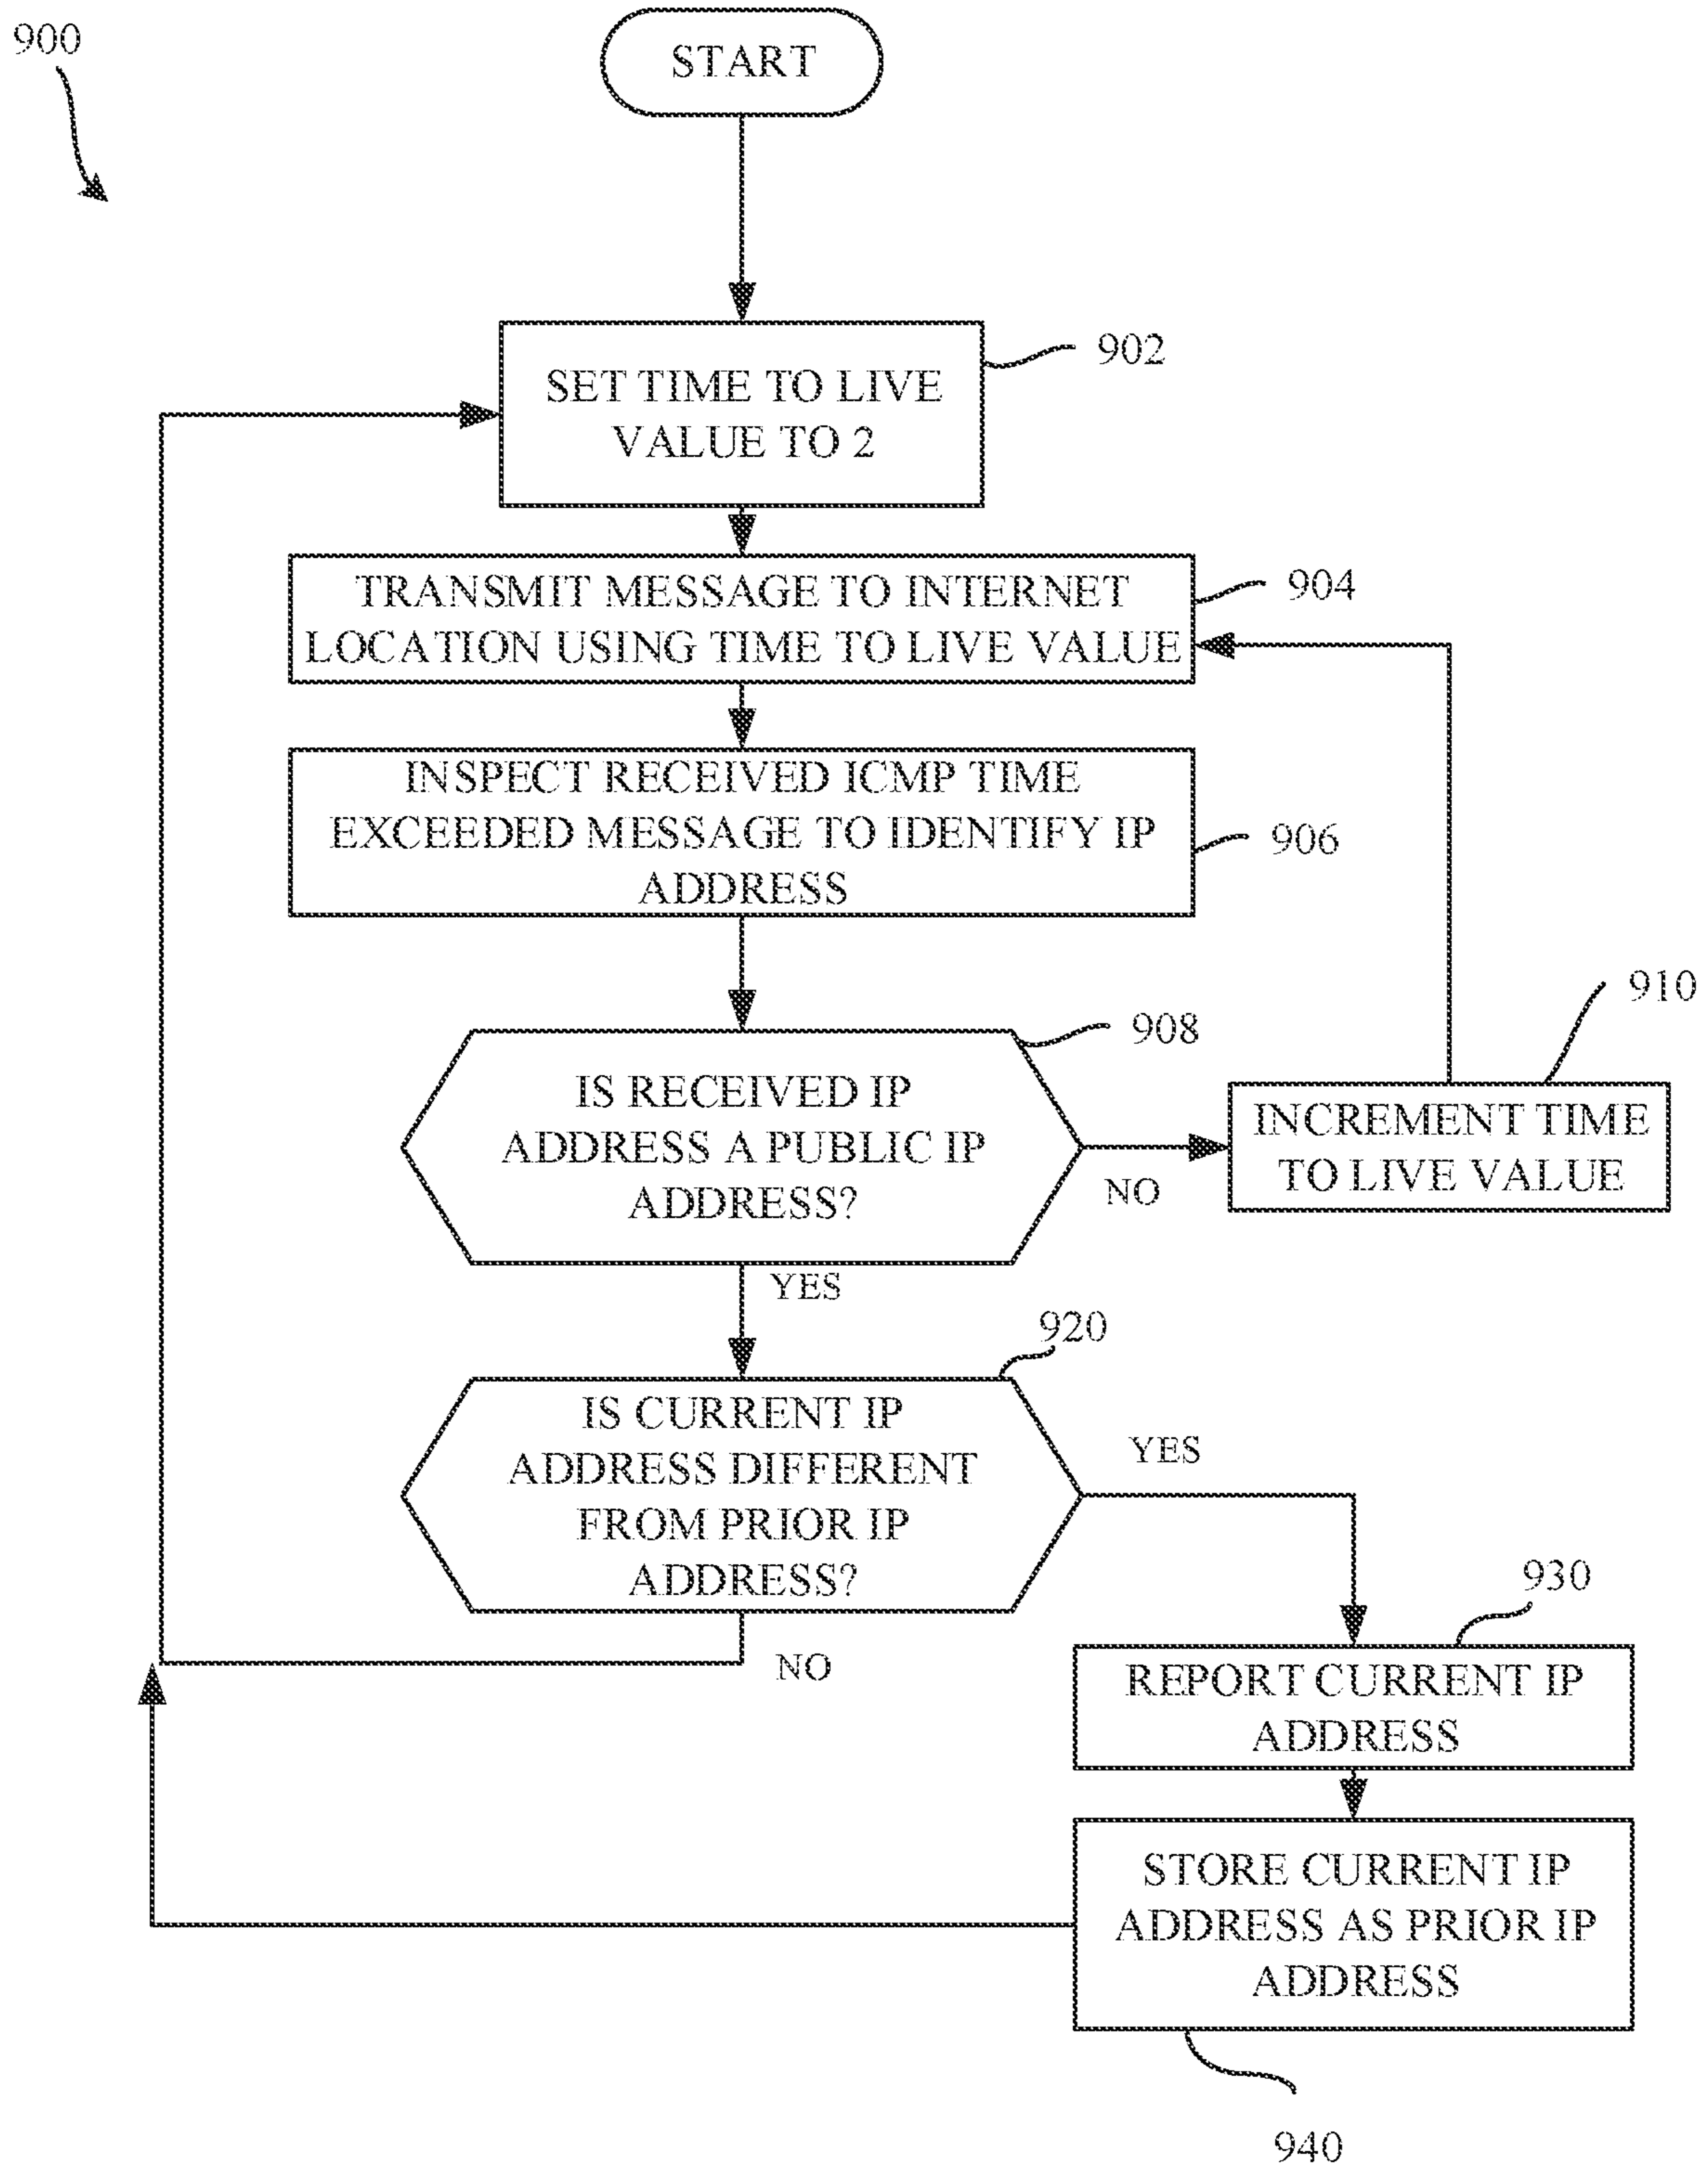 900
START
902
SET TIME TO LIVE
VALUE TO 2
904
TRANSMIT MESSAGE TO INTERNET
LOCATION USING TIME TO LIVE VALUE
INSPECT RECEIVED ICMP TIME
EXCEEDED MESSAGE TO IDENTIFY IP
ADDRESS
906
908
IS RECEIVED IP
ADDRESS A PUBLIC IP
ADDRESS?
NO
910
INCREMENT TIME
TO LIVE VALUE
YES
920
IS CURRENT IP
ADDRESS DIFFERENT
FROM PRIOR IP
ADDRESS?
YES
NO
930
REPORT CURRENT IP
ADDRESS
STORE CURRENT IP
ADDRESS AS PRIOR IP
ADDRESS
940